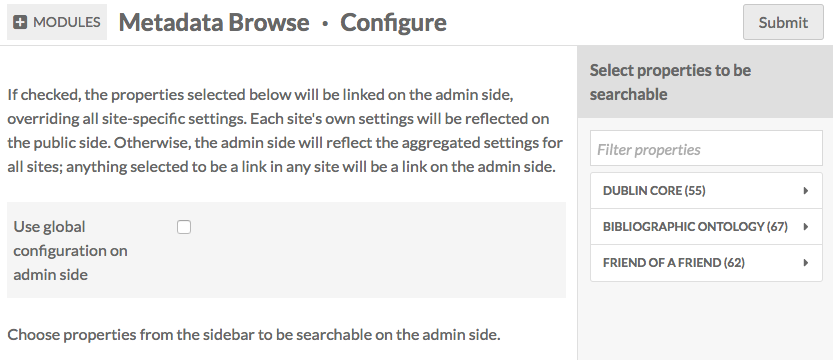 MODULES Metadata Browse · Configure
Submit
If checked, the properties selected below will be linked on the admin side,
overriding all site-specific settings. Each site's own settings will be reflected on
the public side. Otherwise, the admin side will reflect the aggregated settings for
all sites; anything selected to be a link in any site will be a link on the admin side.
Use global
configuration on
admin side
Choose properties from the sidebar to be searchable on the admin side.
Select properties to be
searchable
Filter properties
DUBLIN CORE (55)
BIBLIOGRAPHIC ONTOLOGY (67)
FRIEND OF A FRIEND (62)